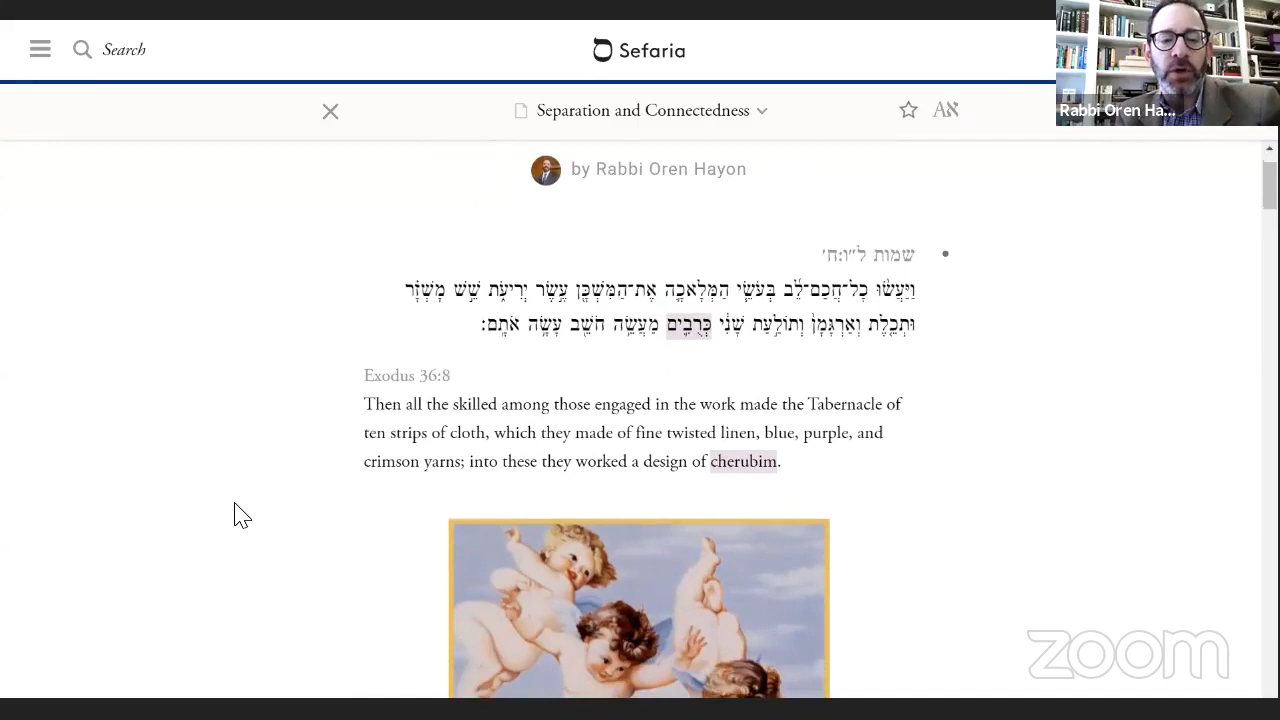 Search
Sefaria
Rabbi Oren Ha...
Separation and Connectedness
Aא
by Rabbi Oren Hayon
שמות ל״ו:ח׳
וַיַּעֲשׂ֨וּ כׇל־חֲכַם־לֵ֜ב בְּעֹשֵׂ֧י הַמְּלָאכָ֛ה אֶת־הַמִּשְׁכָּ֖ן עֶ֣שֶׂר יְרִיעֹ֑ת שֵׁ֣שׁ מׇשְׁזָ֗ר
וּתְכֵ֤לֶת וְאַרְגָּמָן֙ וְתוֹלַ֣עַת שָׁנִ֔י כְּרֻבִ֛ים מַעֲשֵׂ֥ה חֹשֵׁ֖ב עָשָׂ֥ה אֹתָֽם׃
Exodus 36:8
Then all the skilled among those engaged in the work made the Tabernacle of
ten strips of cloth, which they made of fine twisted linen, blue, purple, and
crimson yarns; into these they worked a design of cherubim.
zoom